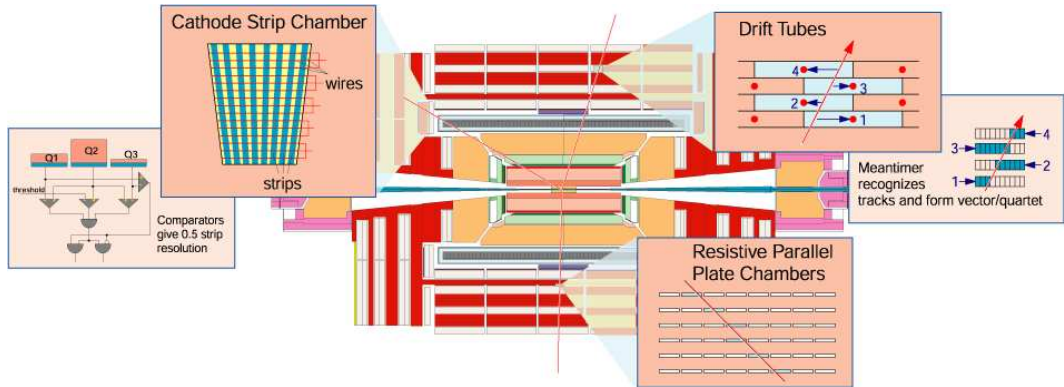 Cathode Strip Chamber
wires
strips
Q1
Q2
Q3
threshold
Comparators
give 0.5 strip
resolution
Drift Tubes
4
3
2
1
4
3
2
1
Meantimer
recognizes
tracks and form vector/quartet
Resistive Parallel
Plate Chambers